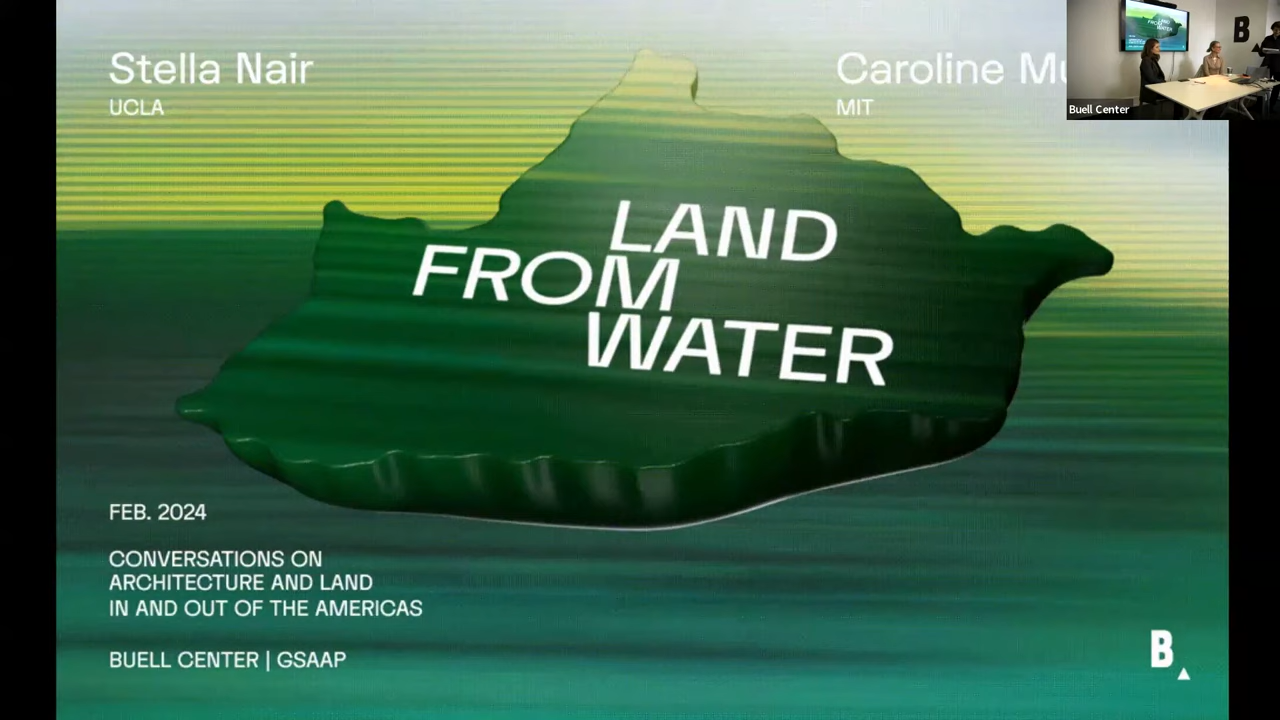 Stella Nair
UCLA
Caroline
MIT
Buell Center
LAND
FROM
WATER
FEB. 2024
CONVERSATIONS ON
ARCHITECTURE AND LAND
IN AND OUT OF THE AMERICAS
BUELL CENTER | GSAAP
B